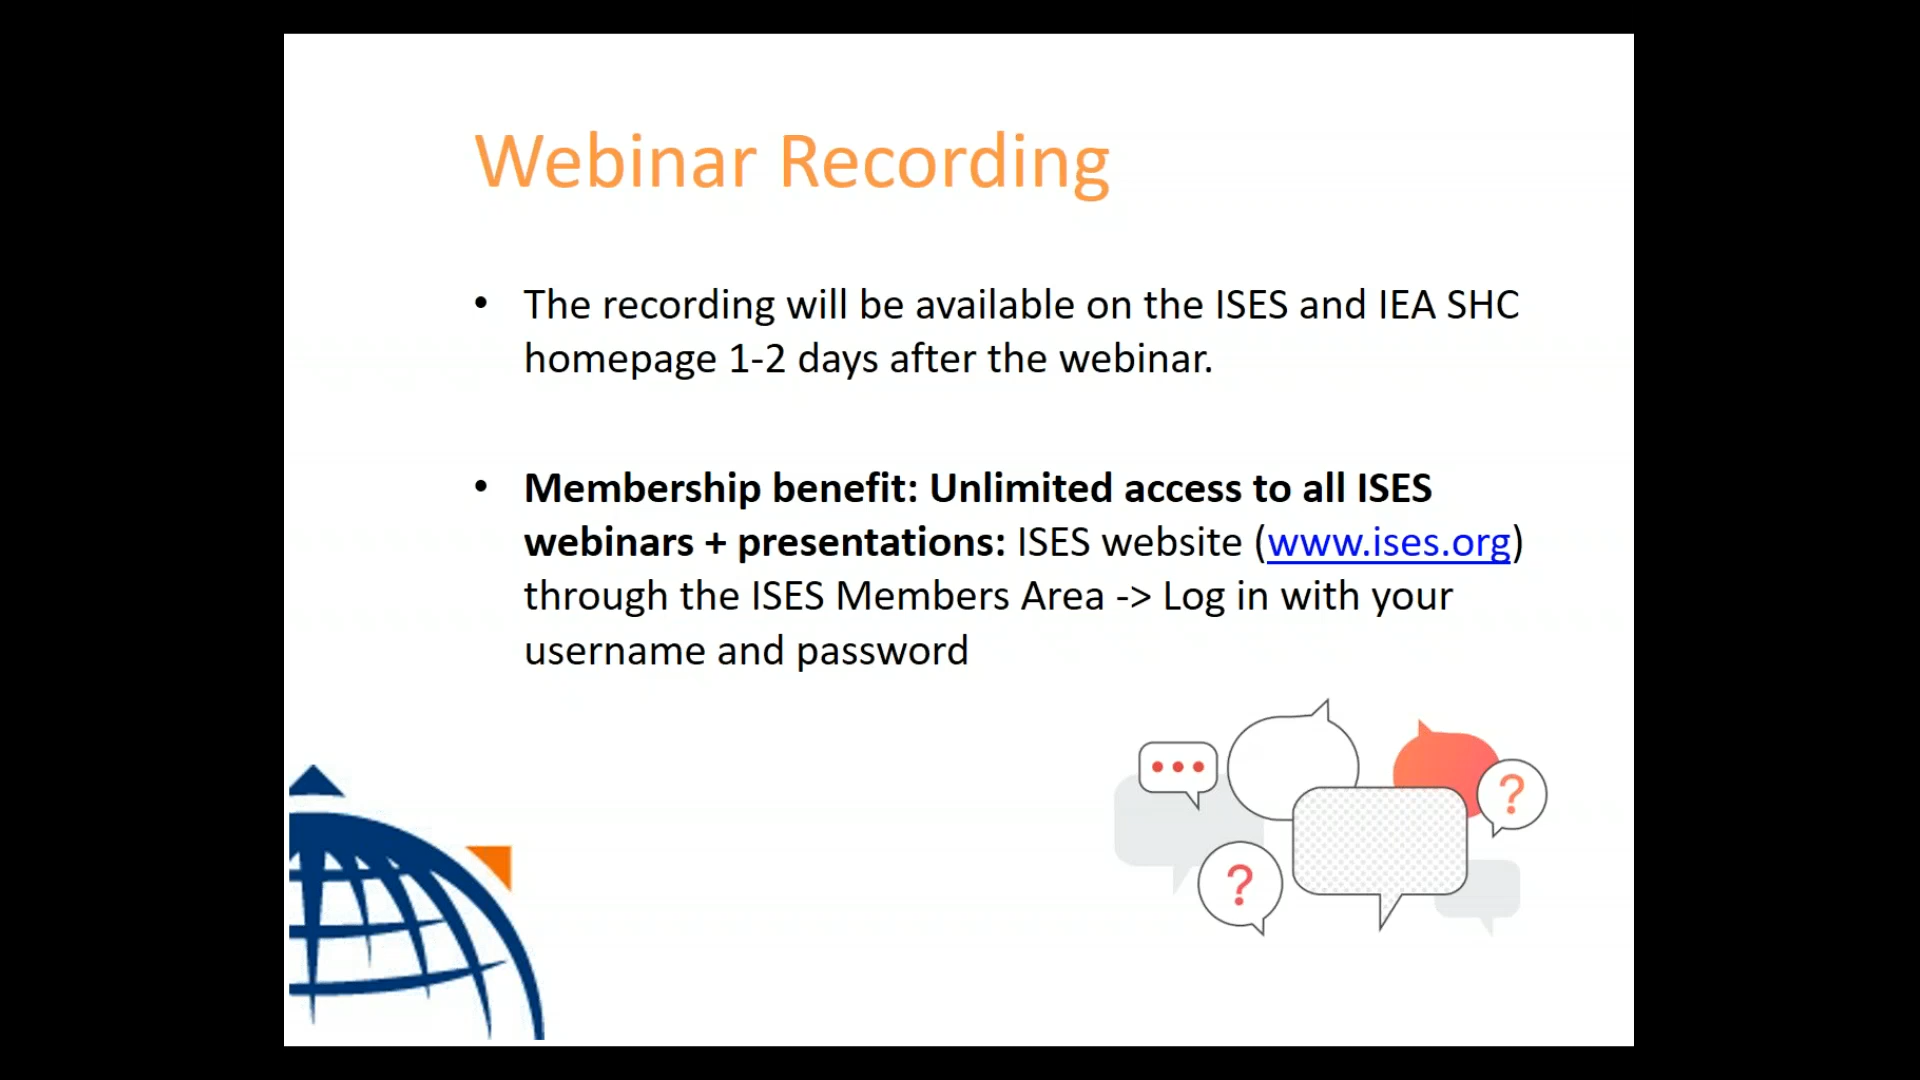 Webinar Recording
• The recording will be available on the ISES and IEA SHC
homepage 1-2 days after the webinar.
• Membership benefit: Unlimited access to all ISES
webinars + presentations: ISES website (www.ises.org)
through the ISES Members Area -> Log in with your
username and password
?
?